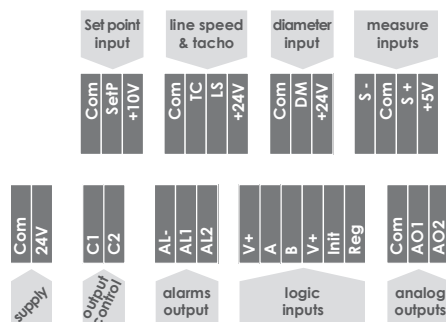 Set point
input
line speed
& tacho
diameter
input
measure
inputs
Com
SetP
+10V
Com
TC
LS
+24V
Com
DM
+24V
S -
Com
S +
+5V
Com
24V
C1
C2
AL-
AL1
AL2
V+
A
B
V+
Init
Reg
Com
AO1
AO2
supply
output
control
alarms
output
logic
inputs
analog
outputs